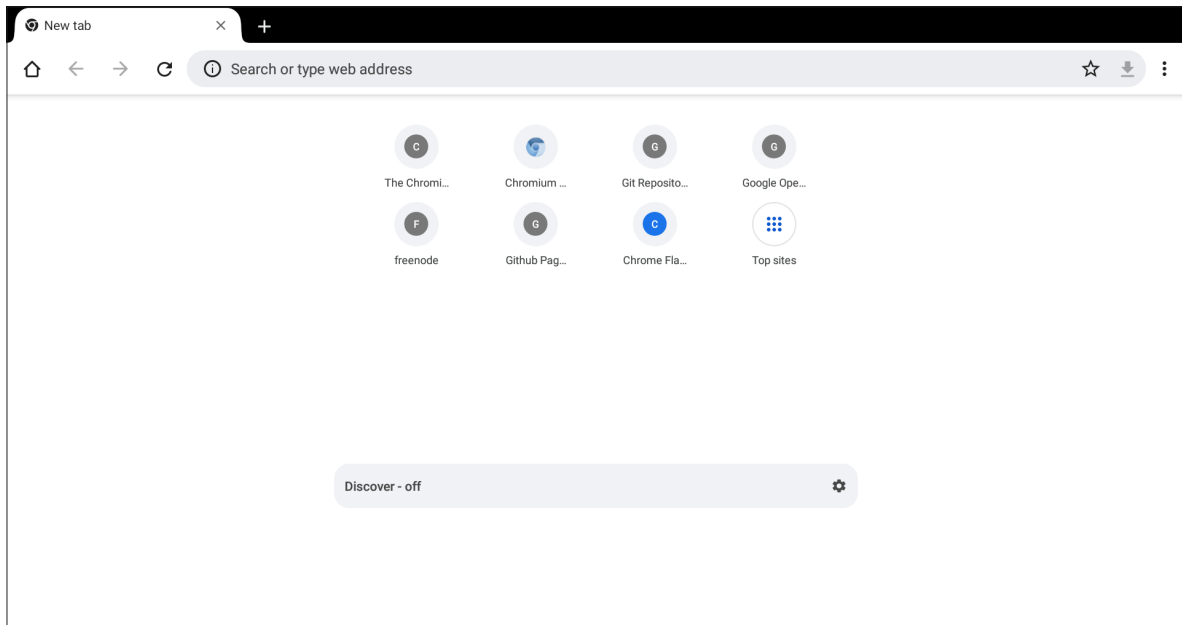 New tab
Search or type web address
C
G
G
The Chromi...
Chromium ...
Git Reposito...
Google Ope...
F
G
C
freenode
Github Pag...
Chrome Fla...
Top sites
Discover - off